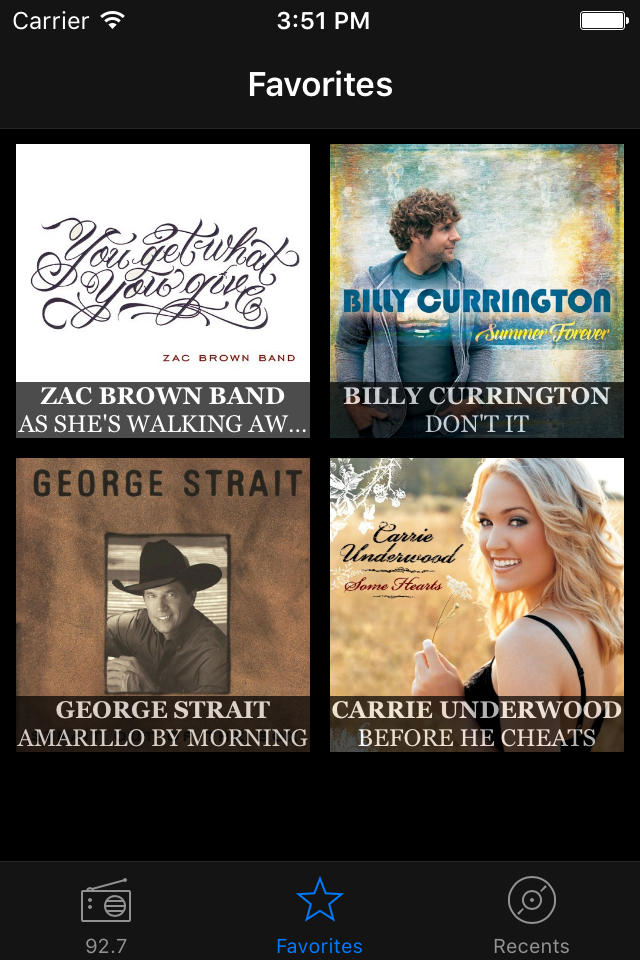 Carrier 3:51 PM
Favorites
You get what
You give
ZAC BROWN BAND
ZAC BROWN BAND
AS SHE'S WALKING AW...
BILLY CURRINGTON
Summer Forever
BILLY CURRINGTON
DON'T IT
GEORGE STRAIT
GEORGE STRAIT
AMARILLO BY MORNING
Carrie
Underwood
Some Hearts
CARRIE UNDERWOOD
BEFORE HE CHEATS
92.7 Favorites Recents